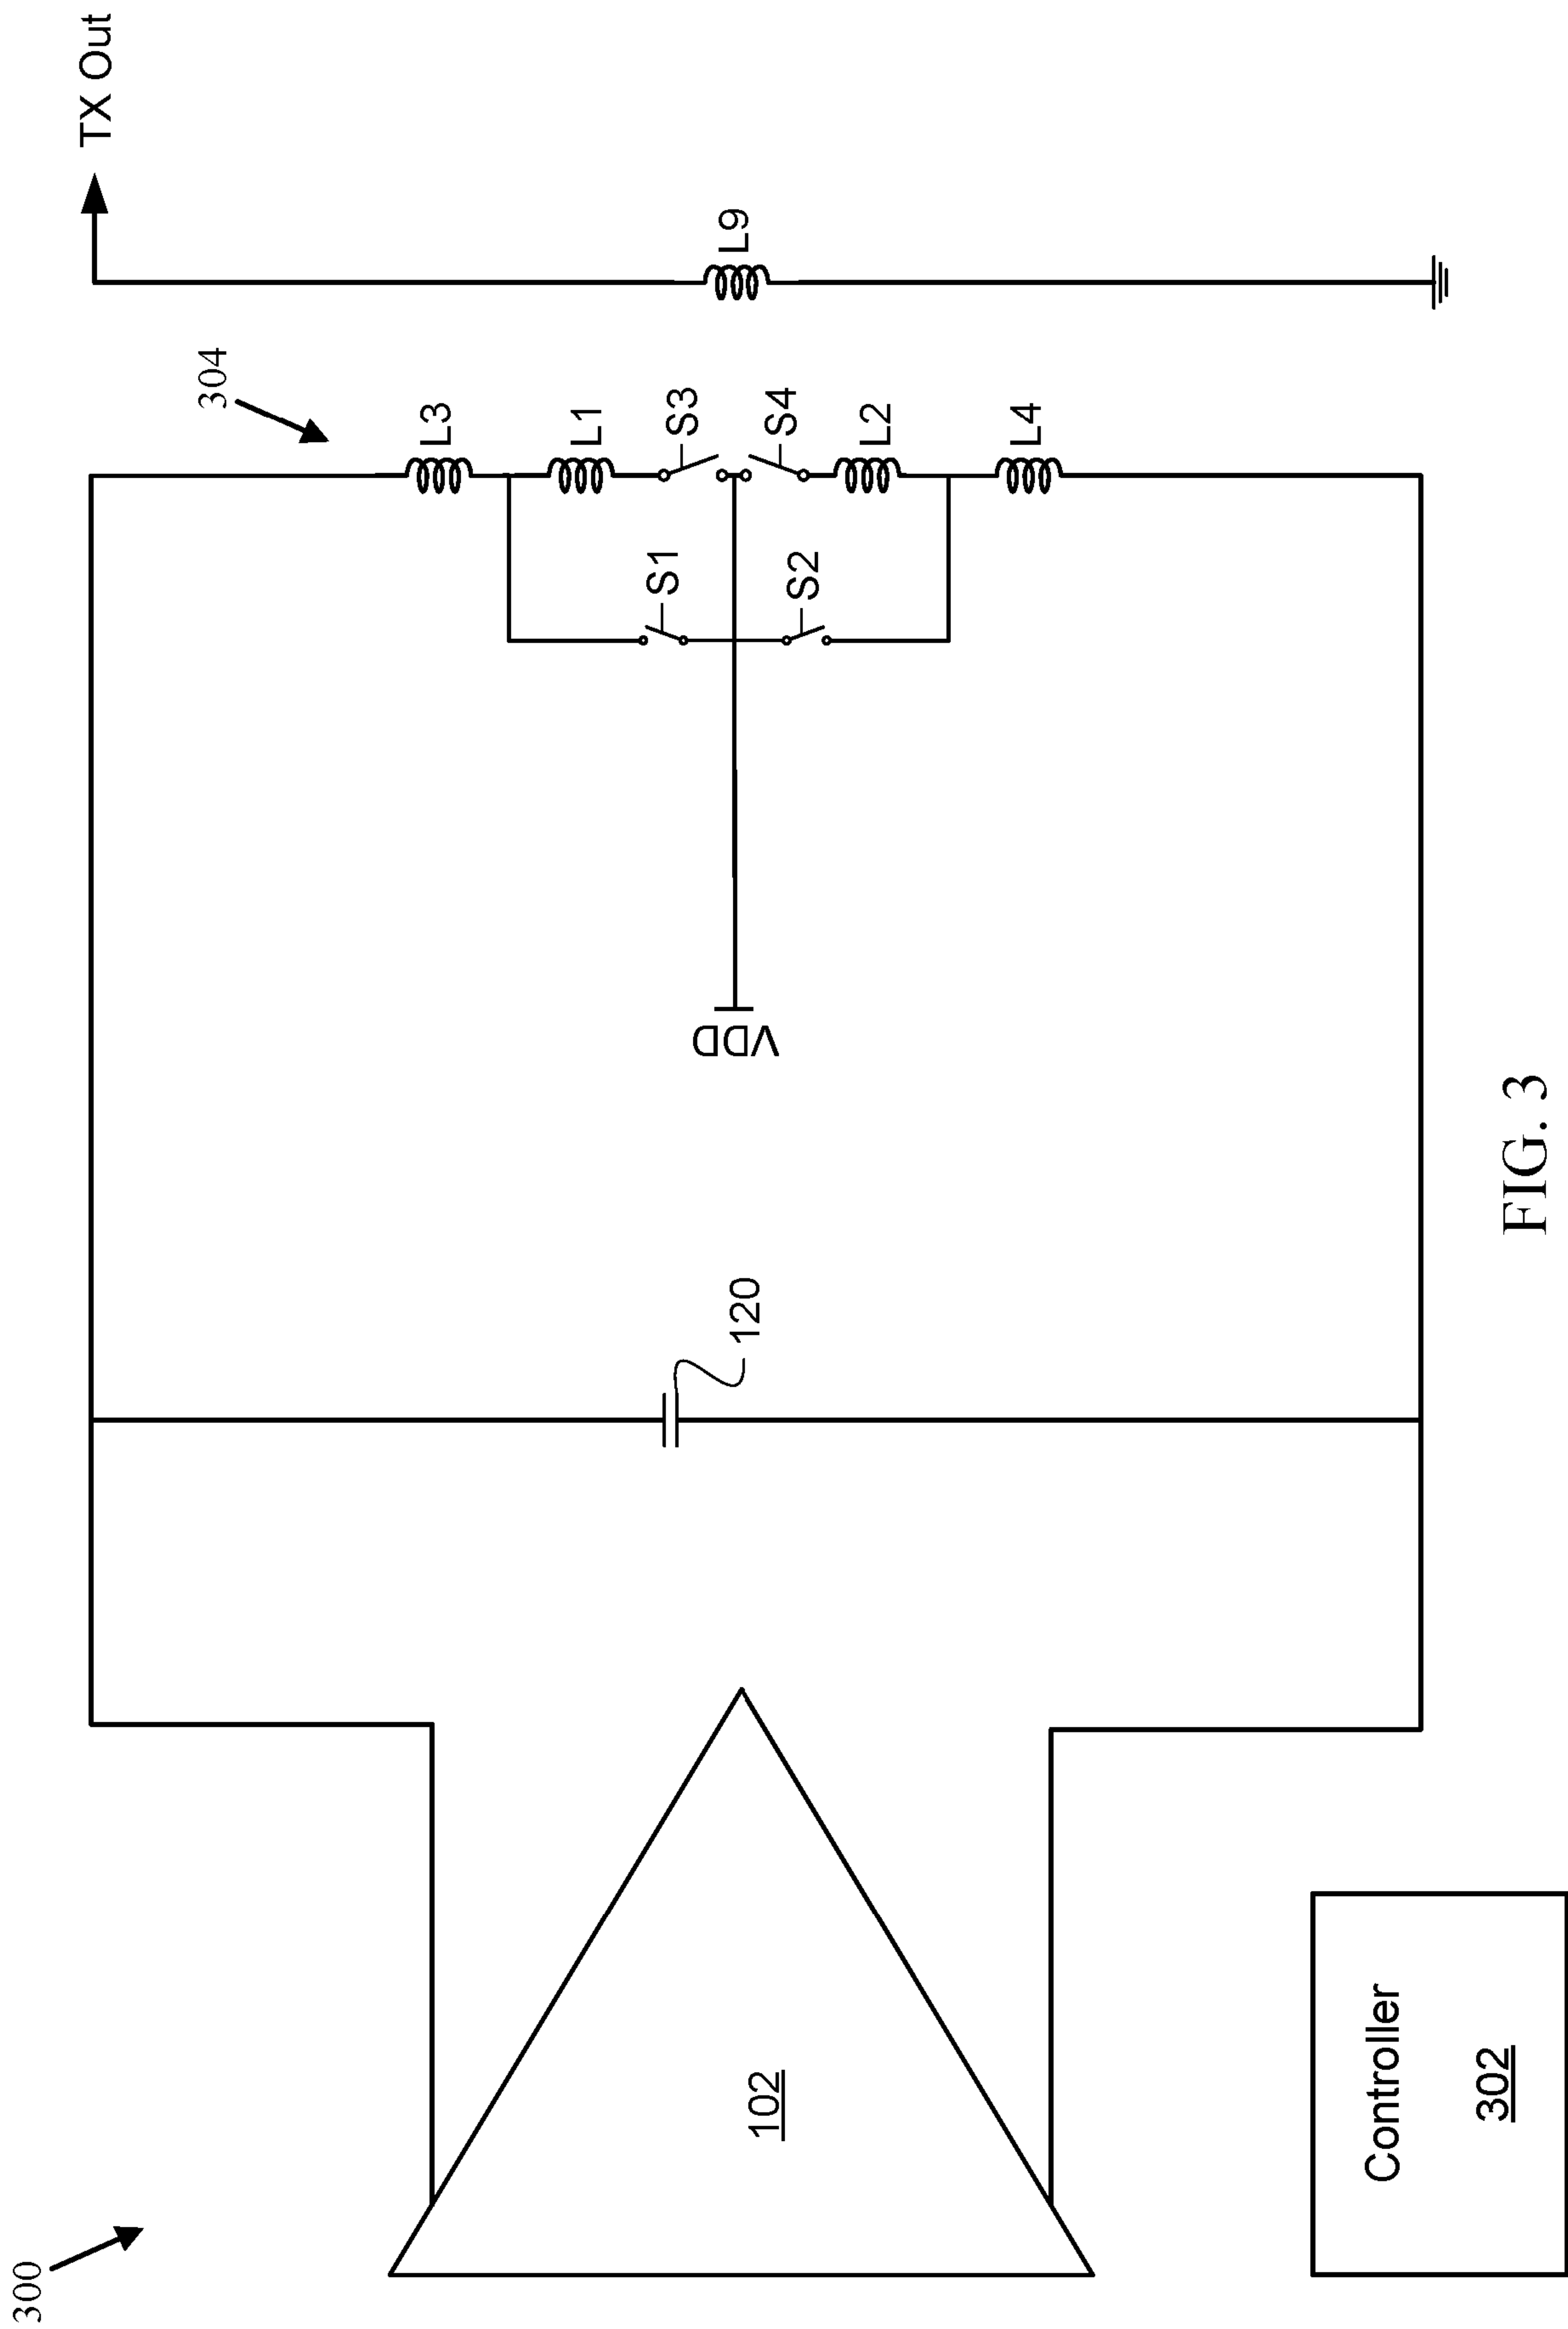 300
TX Out
304
L3
L1
S3
L9
S1
S4
S2
L2
L4
VDD
120
102
Controller
302
FIG. 3